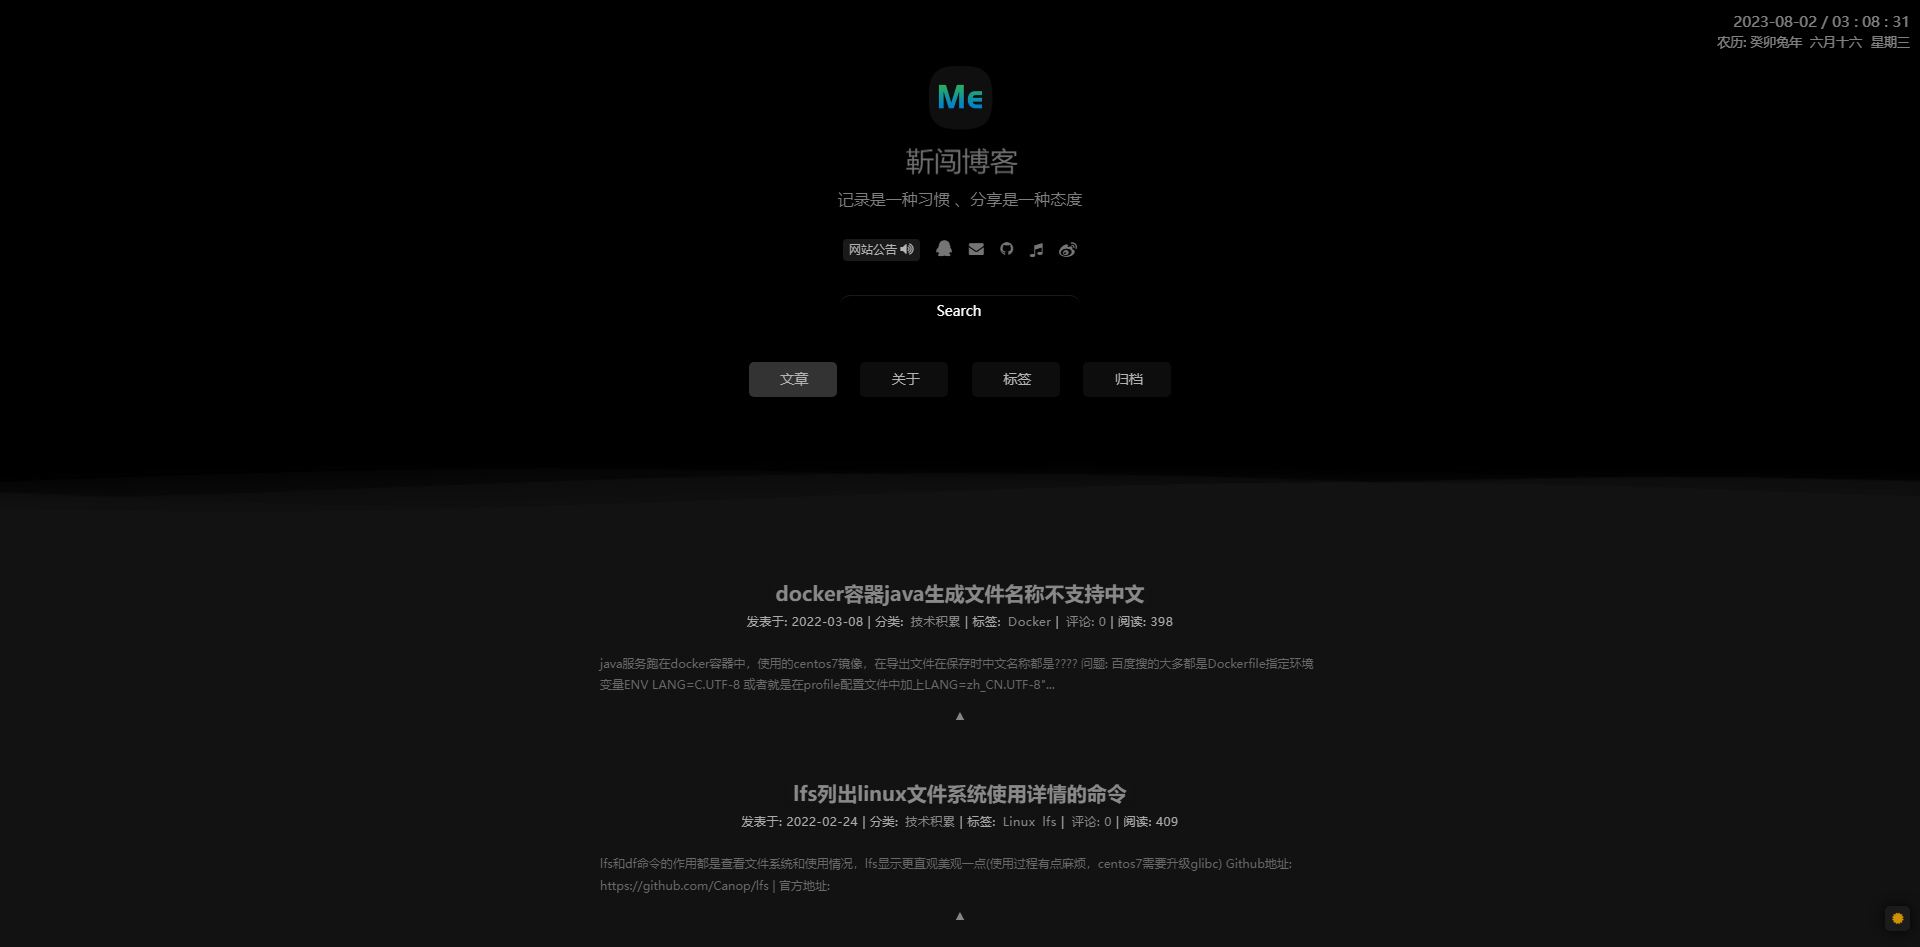 2023-08-02 / 03 : 08 : 31
农历: 癸卯兔年 六月十六 星期三
Me
靳闯博客
记录是一种习惯 、分享是一种态度
网站公告
Search
文章 关于 标签 归档
docker容器java生成文件名称不支持中文
发表于: 2022-03-08 | 分类: 技术积累 | 标签: Docker | 评论: 0 | 阅读: 398
java服务跑在docker容器中，使用的centos7镜像，在导出文件在保存时中文名称都是???? 问题: 百度搜的大多都是Dockerfile指定环境
变量ENV LANG=C.UTF-8 或者就是在profile配置文件中加上LANG=zh_CN.UTF-8"...
▲
lfs列出linux文件系统使用详情的命令
发表于: 2022-02-24 | 分类: 技术积累 | 标签: Linux lfs | 评论: 0 | 阅读: 409
lfs和df命令的作用都是查看文件系统和使用情况，lfs显示更直观美观一点(使用过程有点麻烦，centos7需要升级glibc) Github地址:
https://github.com/Canop/lfs | 官方地址:
▲